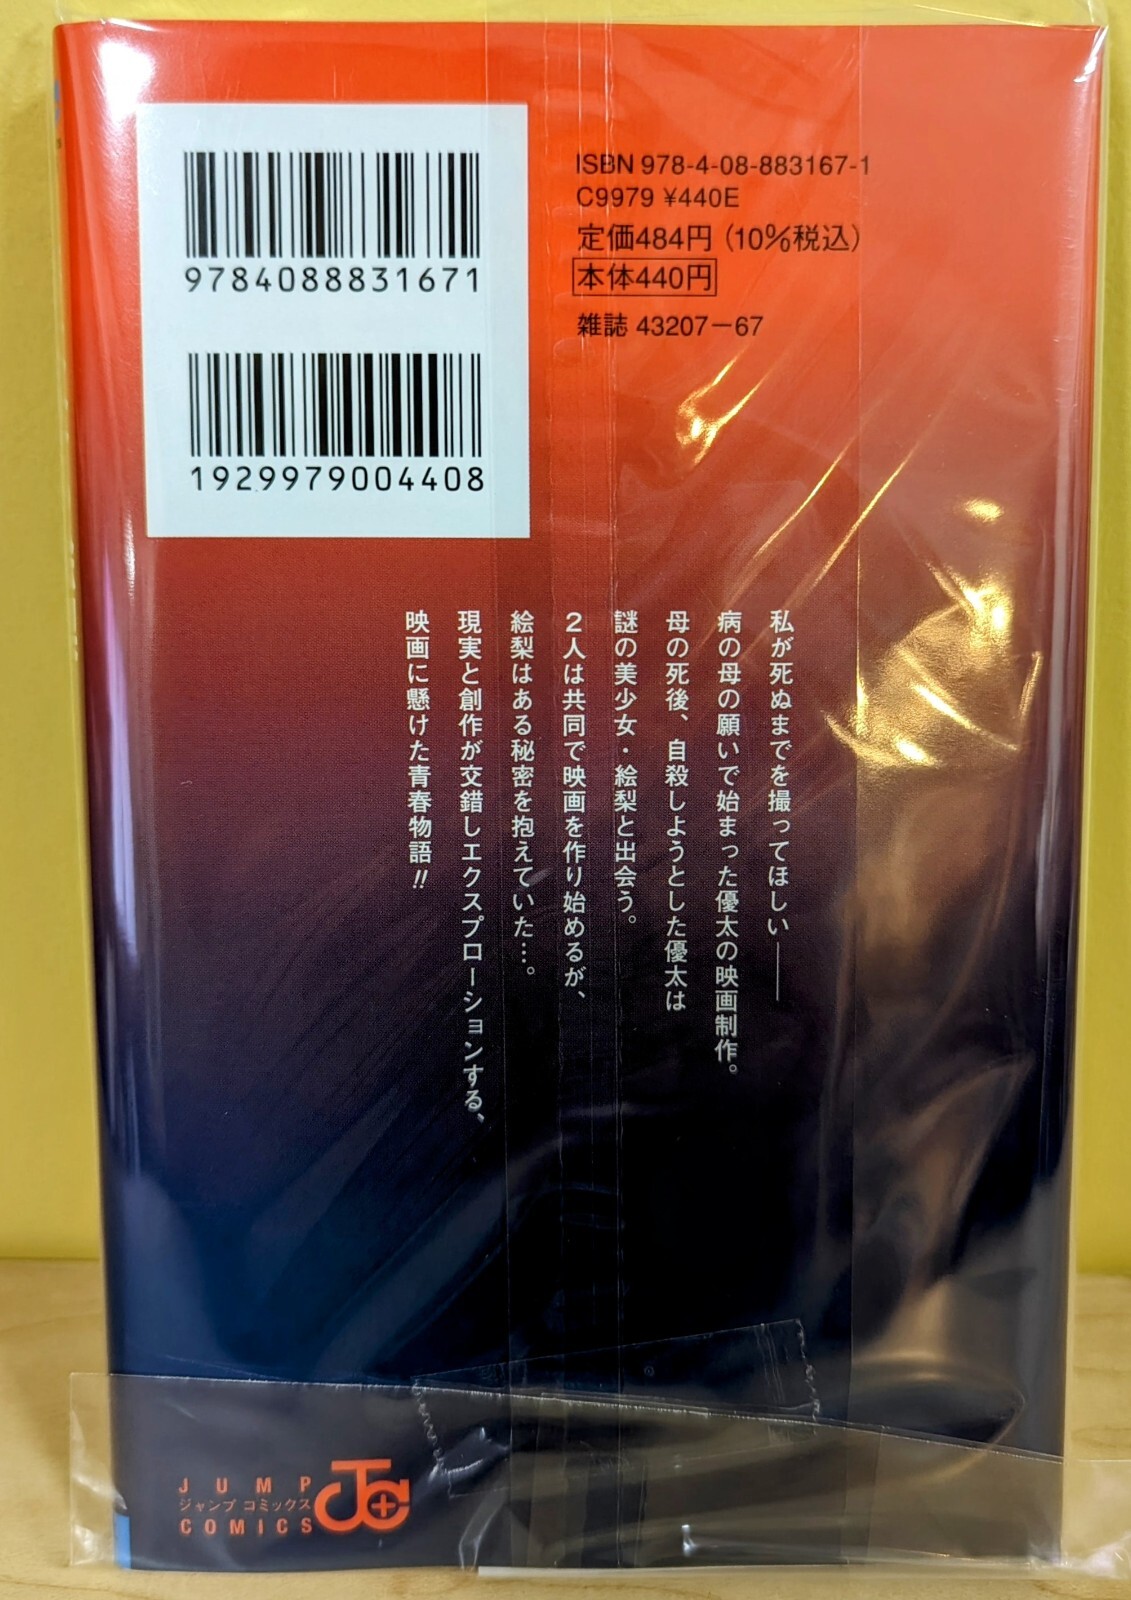 9784088831671
1929979004408
ISBN 978-4-08-883167-1
C9979 ¥440E
定価484円(10%税込)
本体440円
雑誌 43207-67
私が死ぬまでを撮ってほしい――
病の母の願いで始まった優太の映画制作。
母の死後、自殺しようとした優太は
謎の美少女・絵梨と出会う。
2人は共同で映画を作り始めるが、
絵梨はある秘密を抱えていた…。
現実と創作が交錯しエクスプローションする、
映画に懸けた青春物語!!
JUMP
ジャンプ コミックス
COMICS
JC+